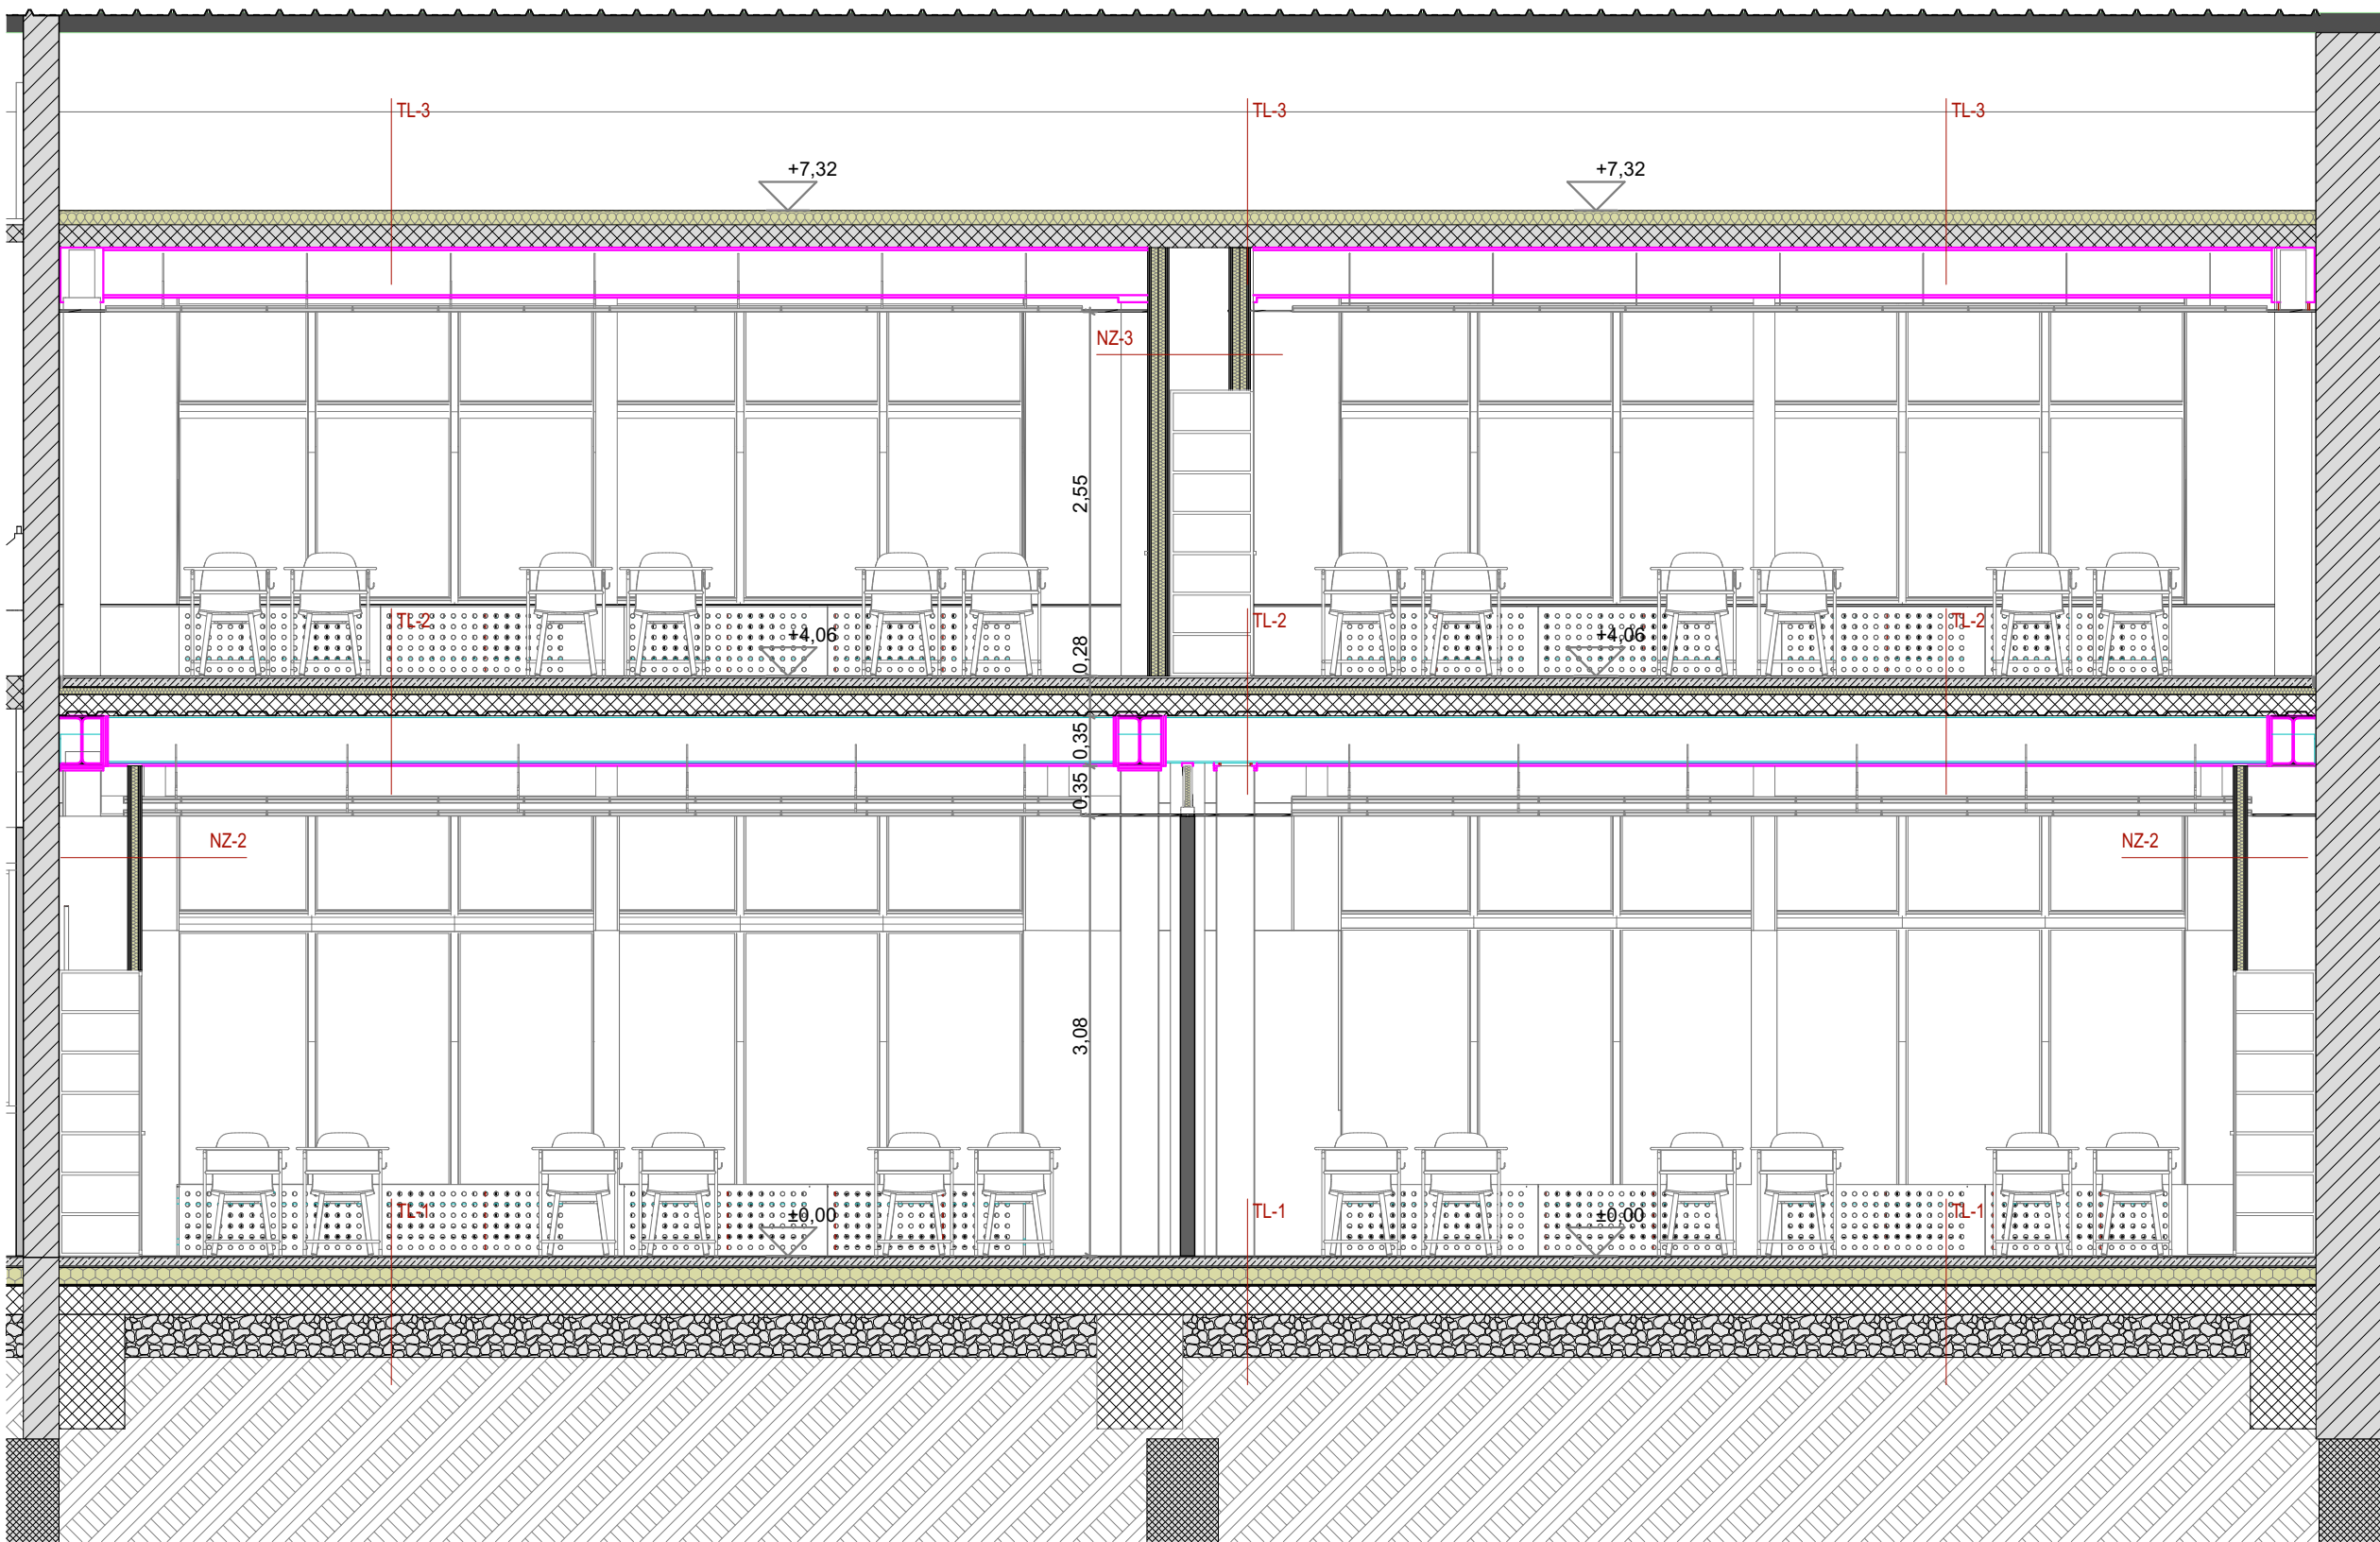 TL-3
TL-3
TL-3
+7,32
+7,32
NZ-3
2,55
TL-2
TL-2
TL-2
+4,06
+4,06
0,28
0,35
0,35
NZ-2
NZ-2
3,08
TL-1
TL-1
TL-1
±0,00
±0,00